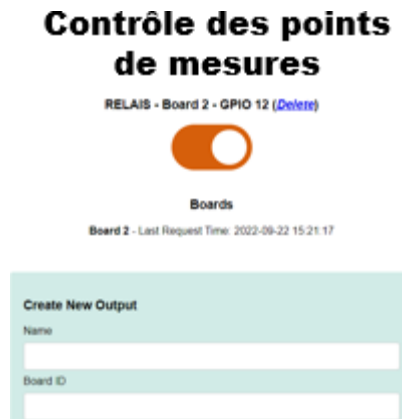 Contrôle des points
de mesures
RELAIS - Board 2 - GPIO 12 (Delete)
Boards
Board 2 - Last Request Time: 2022-09-22 15:21:17
Create New Output
Name
Board ID